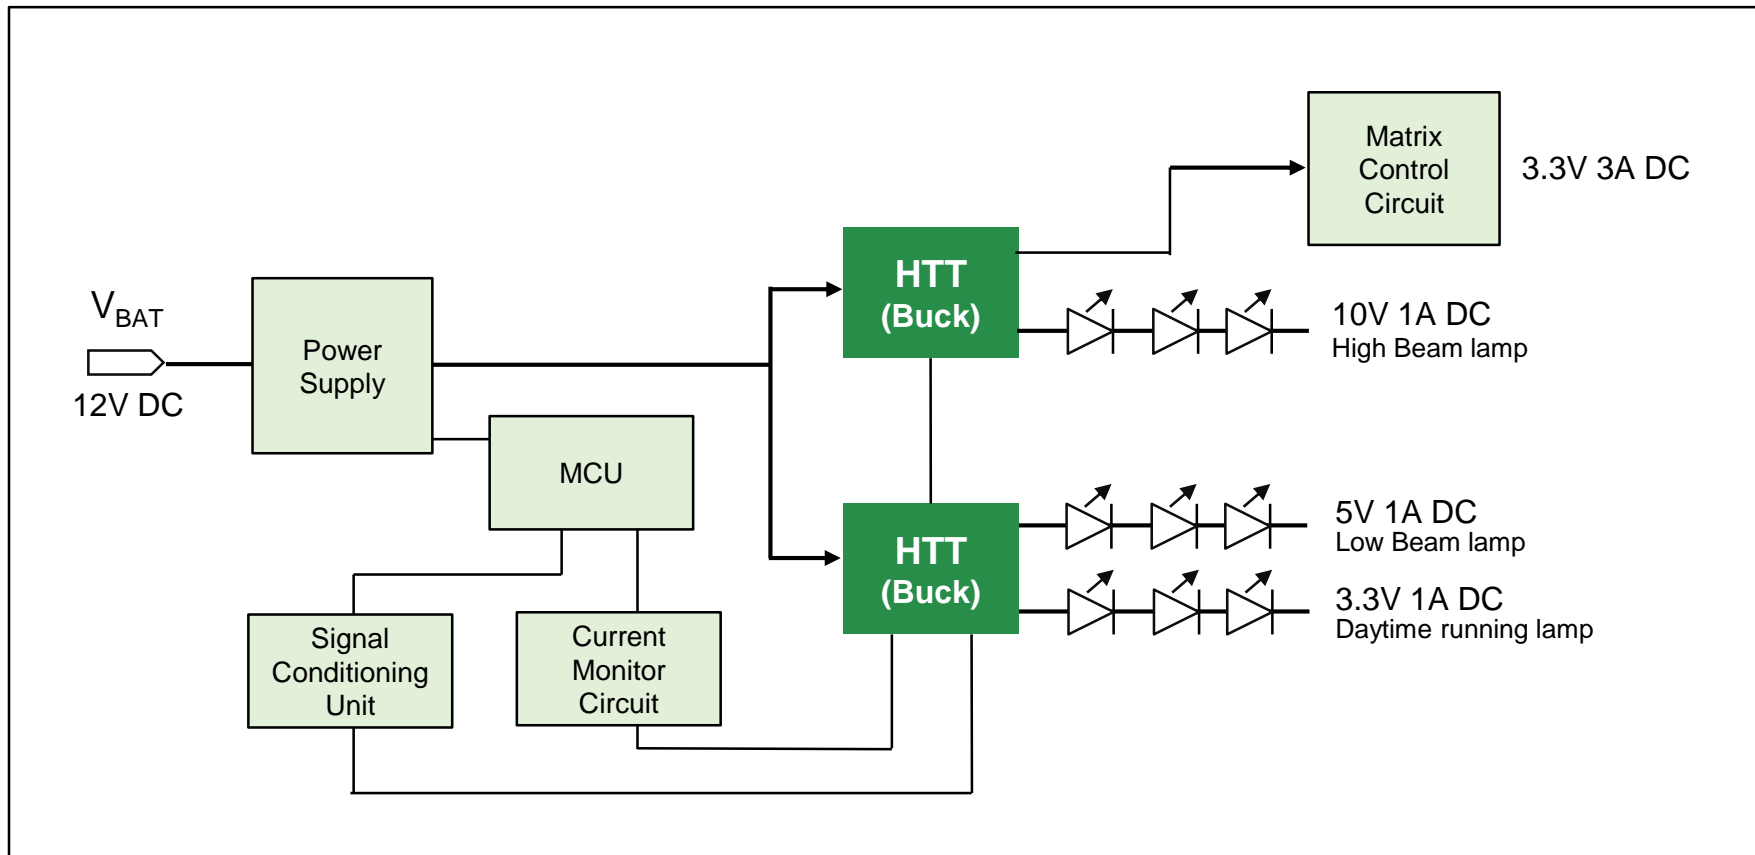 Matrix
Control
Circuit
3.3V 3A DC
HTT
(Buck)
10V 1A DC
High Beam lamp
VBAT
12V DC
Power
Supply
MCU
HTT
(Buck)
5V 1A DC
Low Beam lamp
3.3V 1A DC
Daytime running lamp
Signal
Conditioning
Unit
Current
Monitor
Circuit